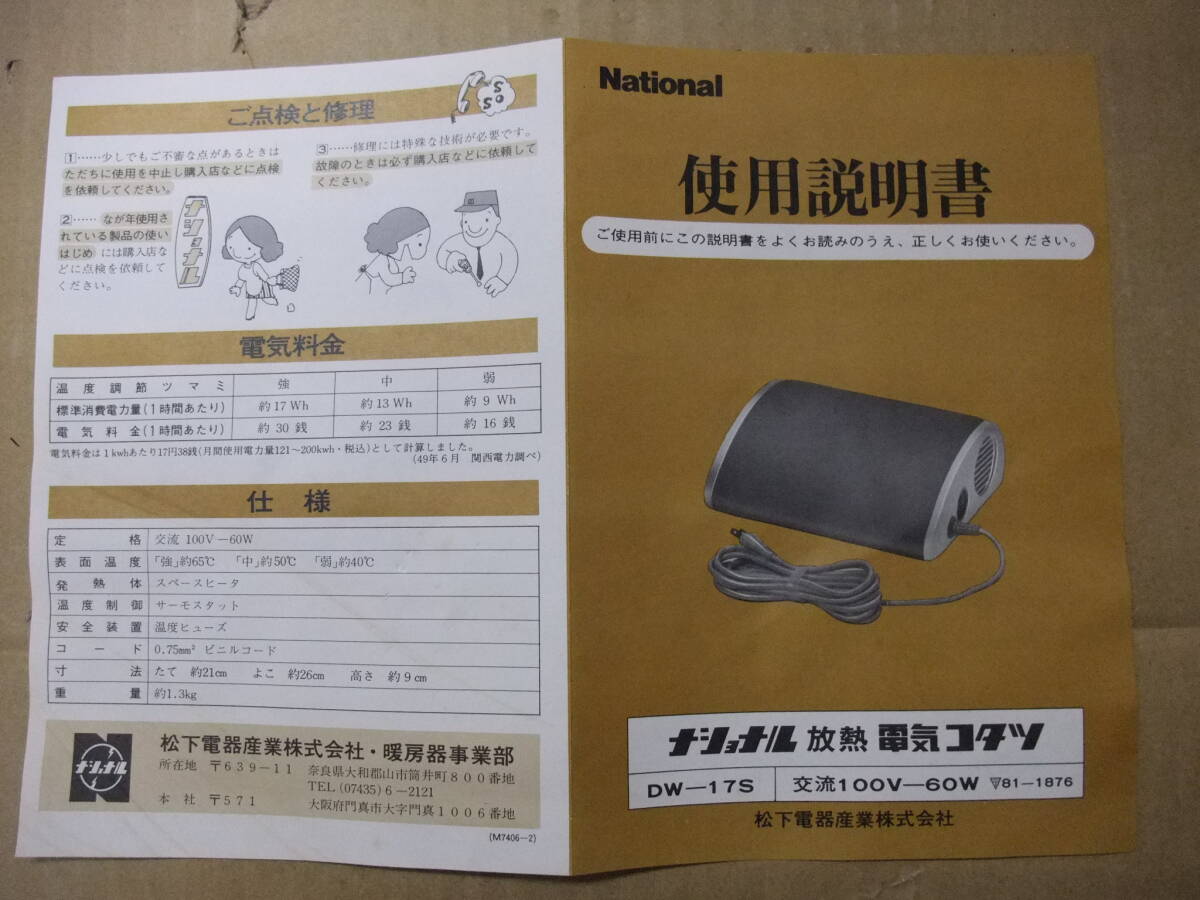 ご点検と修理
SOS
1……少しでもご不審な点があるときは
ただちに使用を中止し購入店などに点検
を依頼してください。
2……なが年使用さ
れている製品の使い
はじめには購入店な
どに点検を依頼して
ください。
ナショナル
3……修理には特殊な技術が必要です。
故障のときは必ず購入店などに依頼して
ください。
電気料金
温度調節ツマミ 強 中 弱
標準消費電力量(1時間あたり) 約17Wh 約13Wh 約9Wh
電気料金(1時間あたり) 約30銭 約23銭 約16銭
電気料金は1kwhあたり17円38銭(月間使用電力量121〜200kwh・税込)として計算しました。
(49年6月 関西電力調べ)
仕様
定格 交流 100V—60W
表面温度 「強」約65℃ 「中」約50℃ 「弱」約40℃
発熱体 スペースヒータ
温度制御 サーモスタット
安全装置 温度ヒューズ
コード 0.75mm² ビニルコード
寸法 たて 約21cm よこ 約26cm 高さ 約9cm
重量 約1.3kg
ナショナル
松下電器産業株式会社・暖房器事業部
所在地 〒639-11 奈良県大和郡山市筒井町800番地
TEL (07435) 6-2121
本社 〒571 大阪府門真市大字門真1006番地
(M7406-2)
National
使用説明書
ご使用前にこの説明書をよくお読みのうえ、正しくお使いください。
ナショナル 放熱 電気コタツ
DW—17S 交流100V—60W ▽81-1876
松下電器産業株式会社